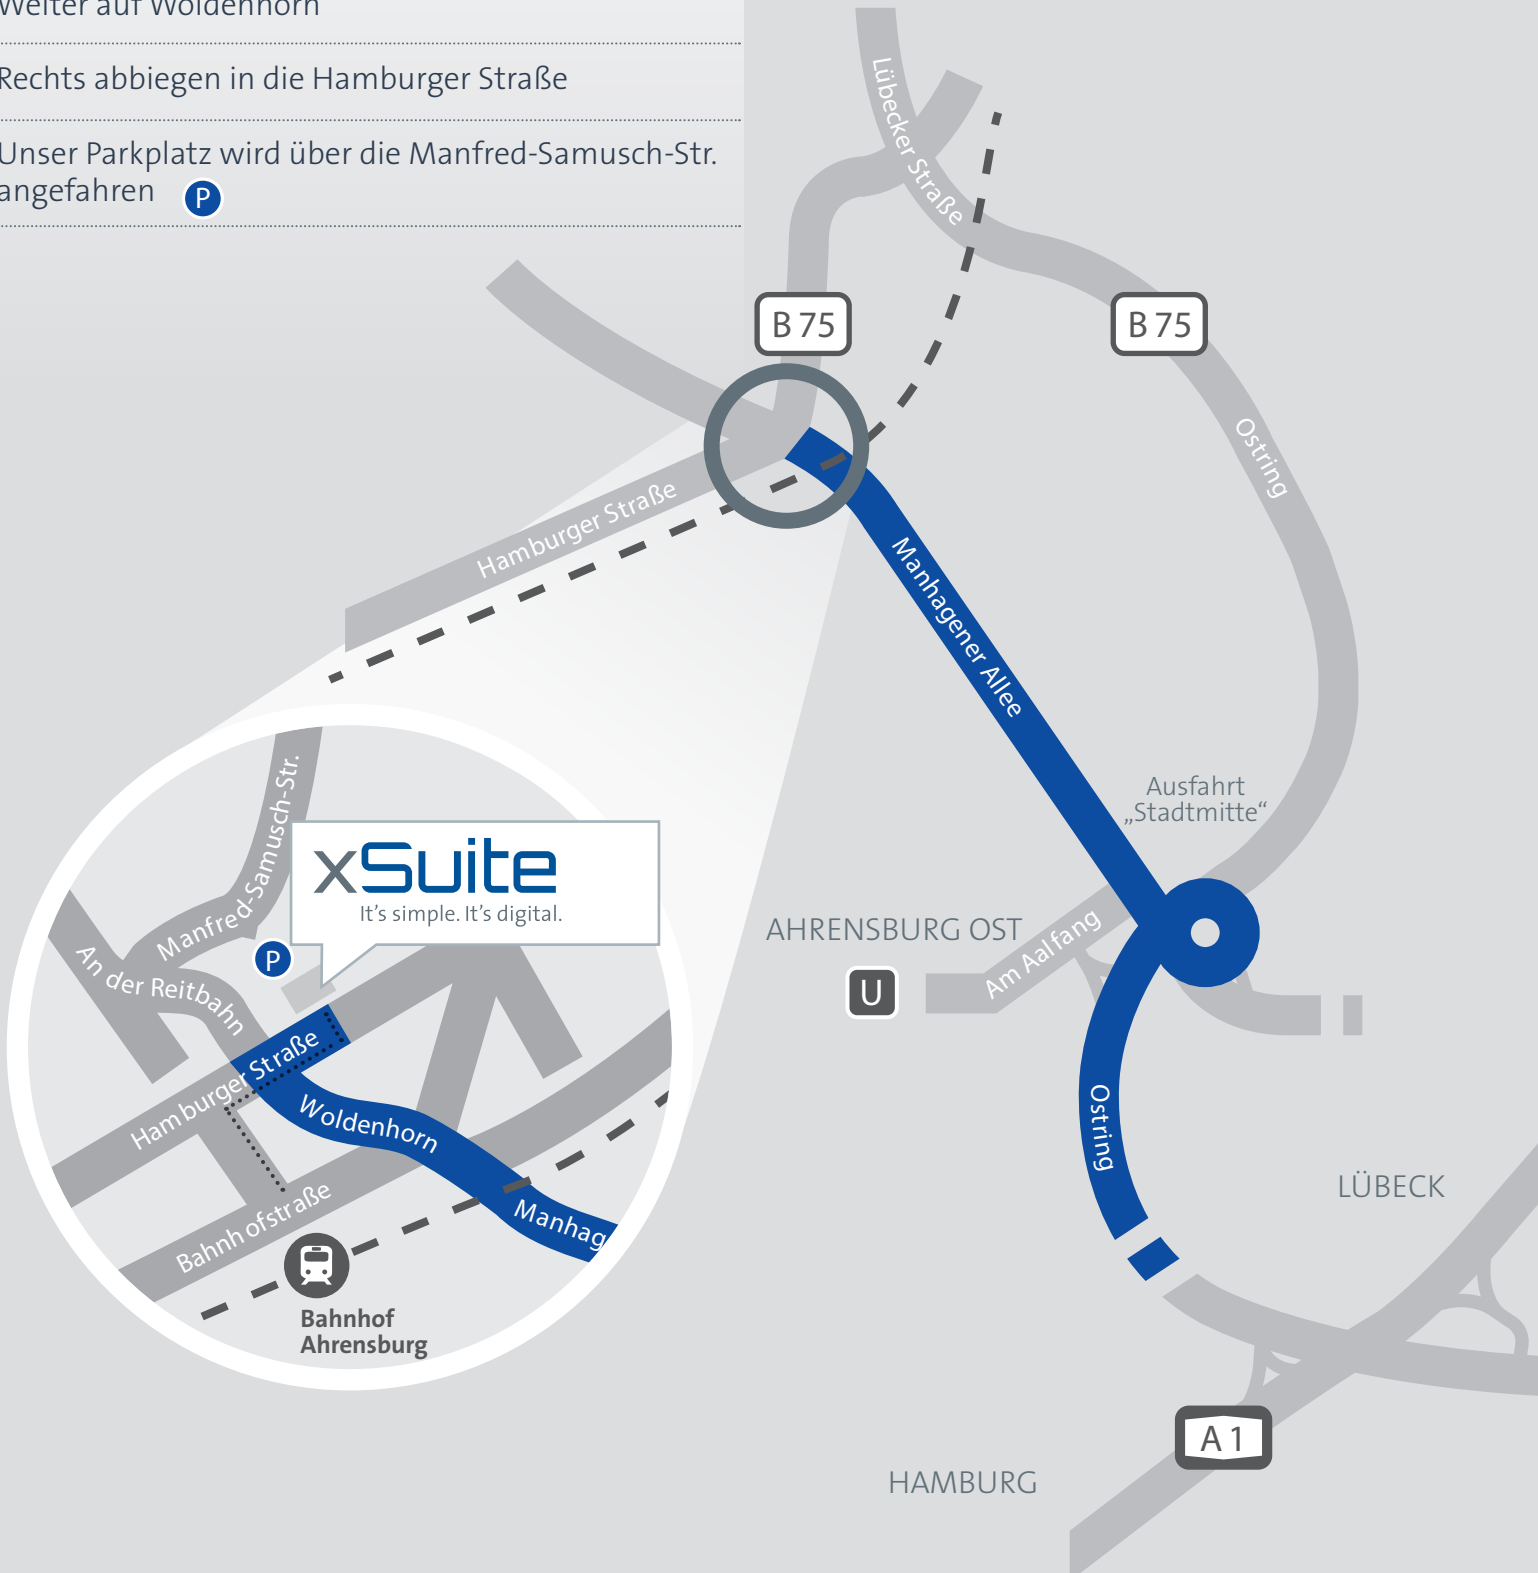 Weiter auf Woldenhorn
Rechts abbiegen in die Hamburger Straße
Unser Parkplatz wird über die Manfred-Samusch-Str.
angefahren P
Lübecker Straße
B 75
B 75
Ostring
Hamburger Straße
Manhagener Allee
Ausfahrt
„Stadtmitte“
AHRENSBURG OST
U
Am Aalfang
Ostring
LÜBECK
A 1
HAMBURG
Manfred-Samusch-Str.
xSuite
It's simple. It's digital.
P
An der Reitbahn
Hamburger Straße
Woldenhorn
Manhag
Bahnhofstraße
Bahnhof
Ahrensburg